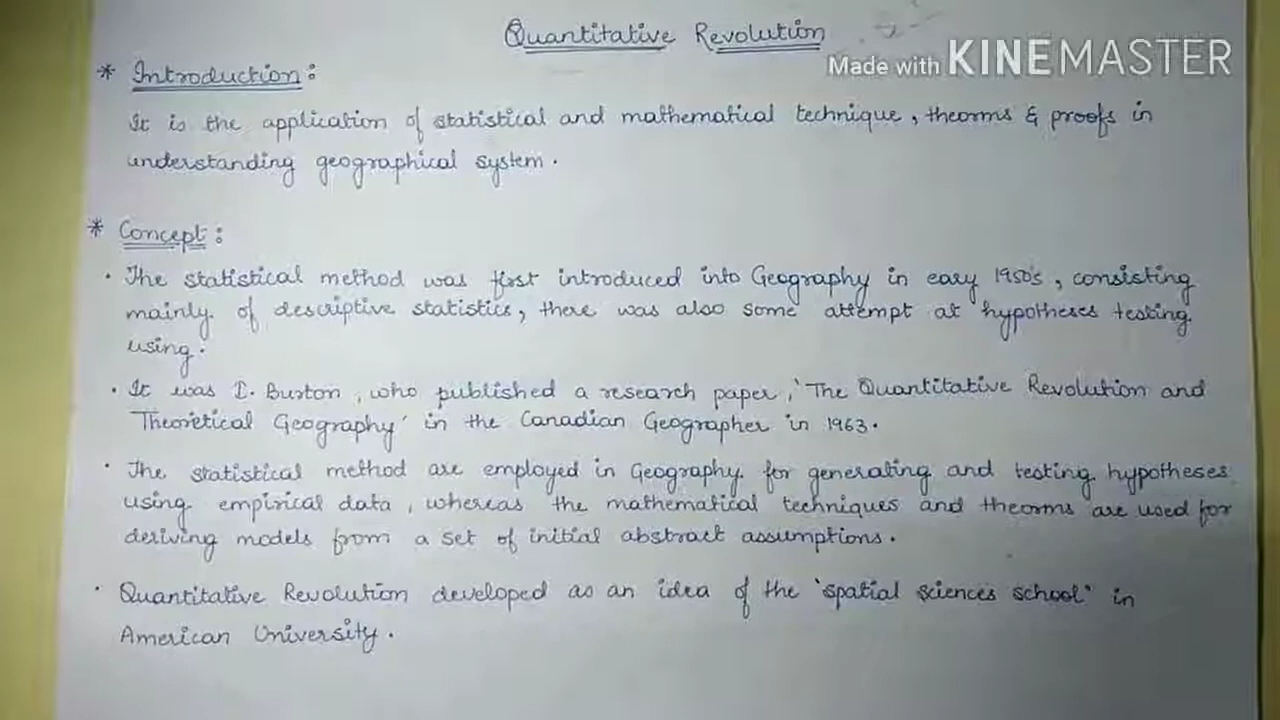 Quantitative Revolution
Made with KINEMASTER
* Introduction :
It is the application of statistical and mathematical technique, theorms & proofs in
understanding geographical system.
* Concept :
• The statistical method was first introduced into Geography in eary 1950's, consisting
mainly of descriptive statistics, there was also some attempt at hypotheses testing
using.
• It was I. Burton, who published a research paper, 'The Quantitative Revolution and
Theoretical Geography' in the Canadian Geographer in 1963.
• The statistical method are employed in Geography for generating and testing hypotheses
using empirical data, whereas the mathematical techniques and theorms are used for
deriving models from a set of initial abstract assumptions.
• Quantitative Revolution developed as an idea of the 'spatial sciences school' in
American University.